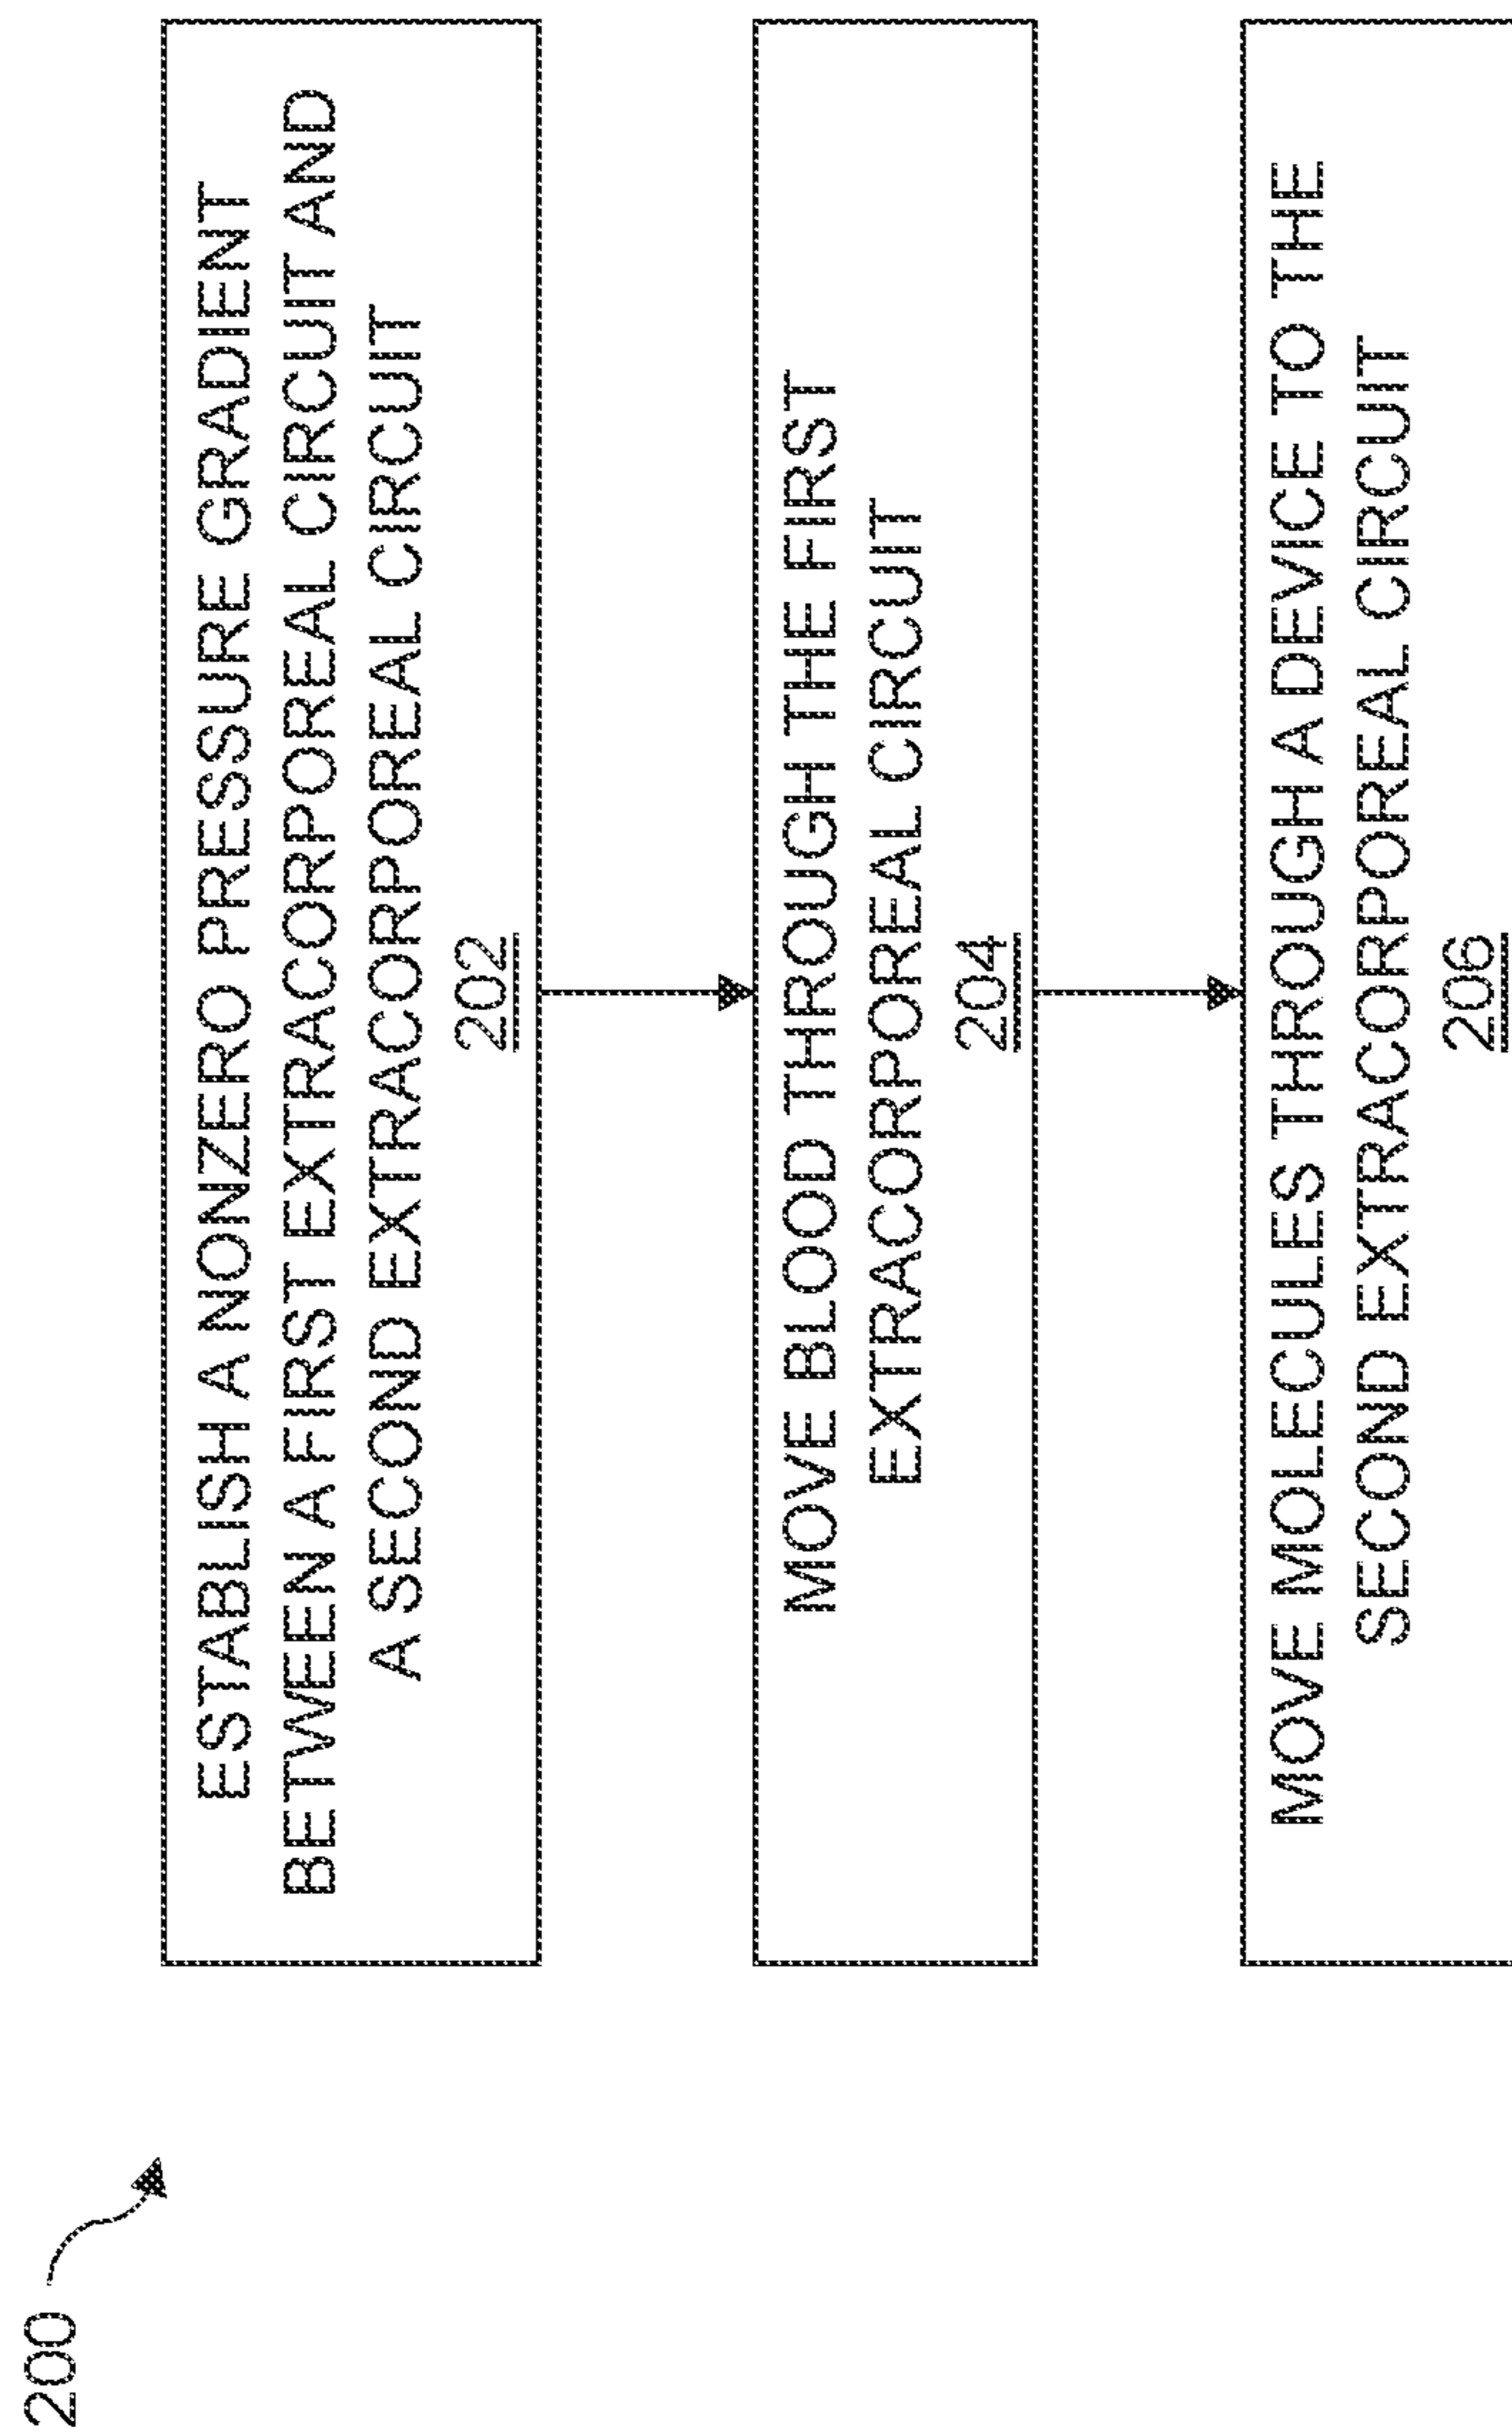 200
ESTABLISH A NONZERO PRESSURE GRADIENT
BETWEEN A FIRST EXTRACORPOREAL CIRCUIT AND
A SECOND EXTRACORPOREAL CIRCUIT
202
MOVE BLOOD THROUGH THE FIRST
EXTRACORPOREAL CIRCUIT
204
MOVE MOLECULES THROUGH A DEVICE TO THE
SECOND EXTRACORPOREAL CIRCUIT
206